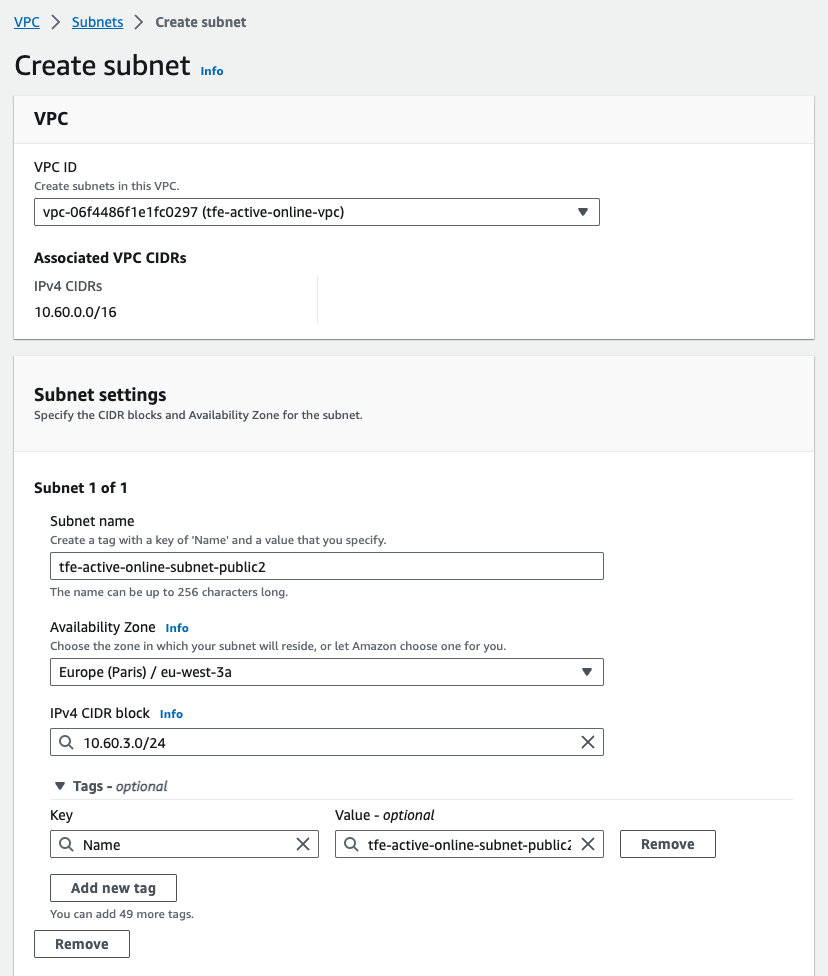 VPC > Subnets > Create subnet
Create subnet Info
VPC
VPC ID
Create subnets in this VPC.
vpc-06f4486f1e1fc0297 (tfe-active-online-vpc)
Associated VPC CIDRs
IPv4 CIDRs
10.60.0.0/16
Subnet settings
Specify the CIDR blocks and Availability Zone for the subnet.
Subnet 1 of 1
Subnet name
Create a tag with a key of 'Name' and a value that you specify.
tfe-active-online-subnet-public2
The name can be up to 256 characters long.
Availability Zone Info
Choose the zone in which your subnet will reside, or let Amazon choose one for you.
Europe (Paris) / eu-west-3a
IPv4 CIDR block Info
10.60.3.0/24
Tags - optional
Key Value - optional
Name tfe-active-online-subnet-public2 Remove
Add new tag
You can add 49 more tags.
Remove